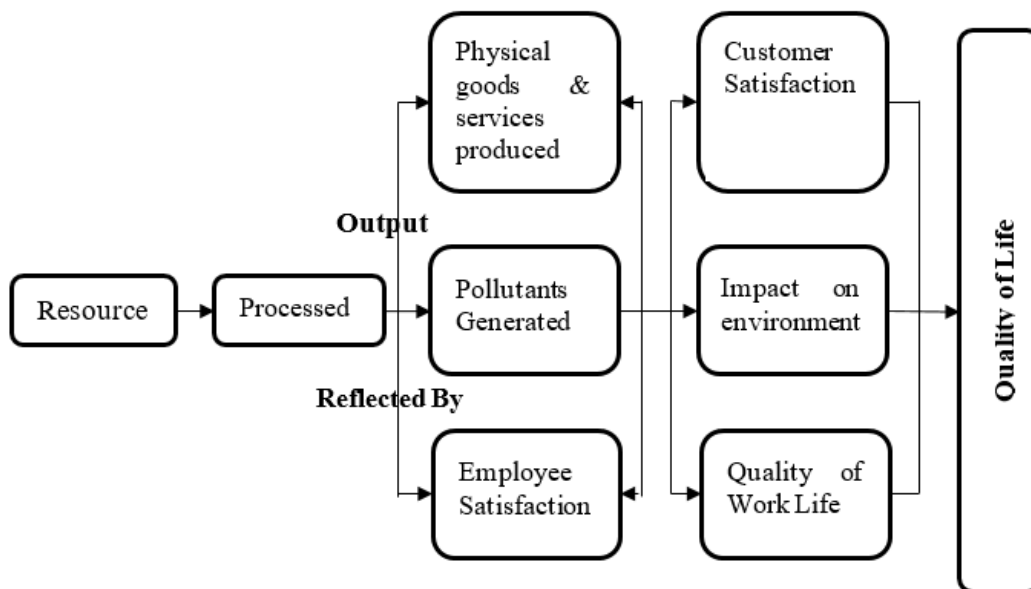 Physical
goods &
services
produced
Customer
Satisfaction
Output
Resource
Processed
Pollutants
Generated
Impact on
environment
Quality of Life
Reflected By
Employee
Satisfaction
Quality of
Work Life